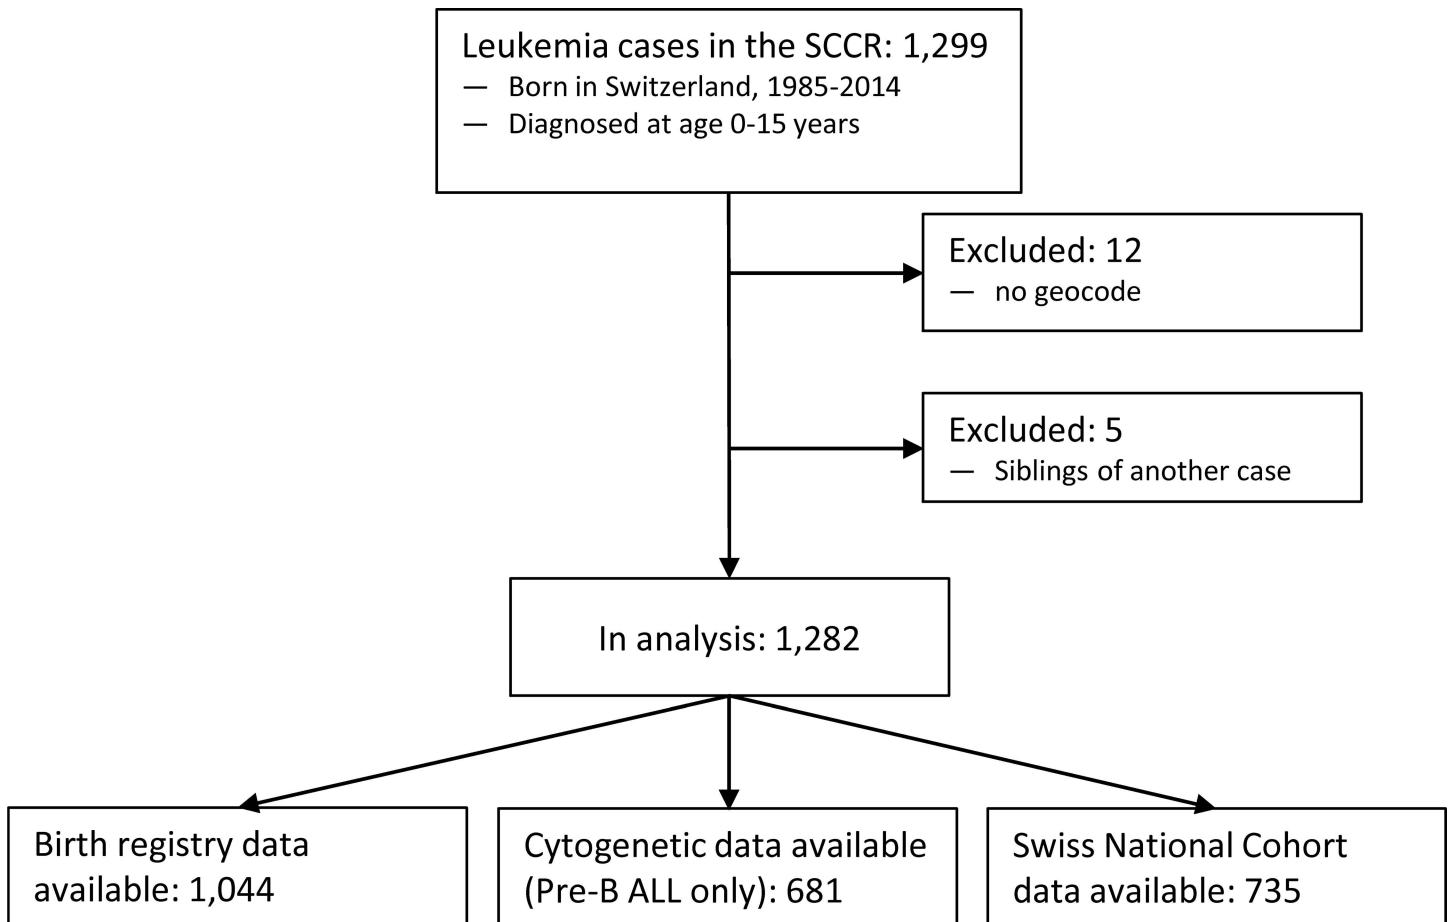 Leukemia cases in the SCCR: 1,299
— Born in Switzerland, 1985-2014
— Diagnosed at age 0-15 years
Excluded: 12
— no geocode
Excluded: 5
— Siblings of another case
In analysis: 1,282
Birth registry data
available: 1,044
Cytogenetic data available
(Pre-B ALL only): 681
Swiss National Cohort
data available: 735